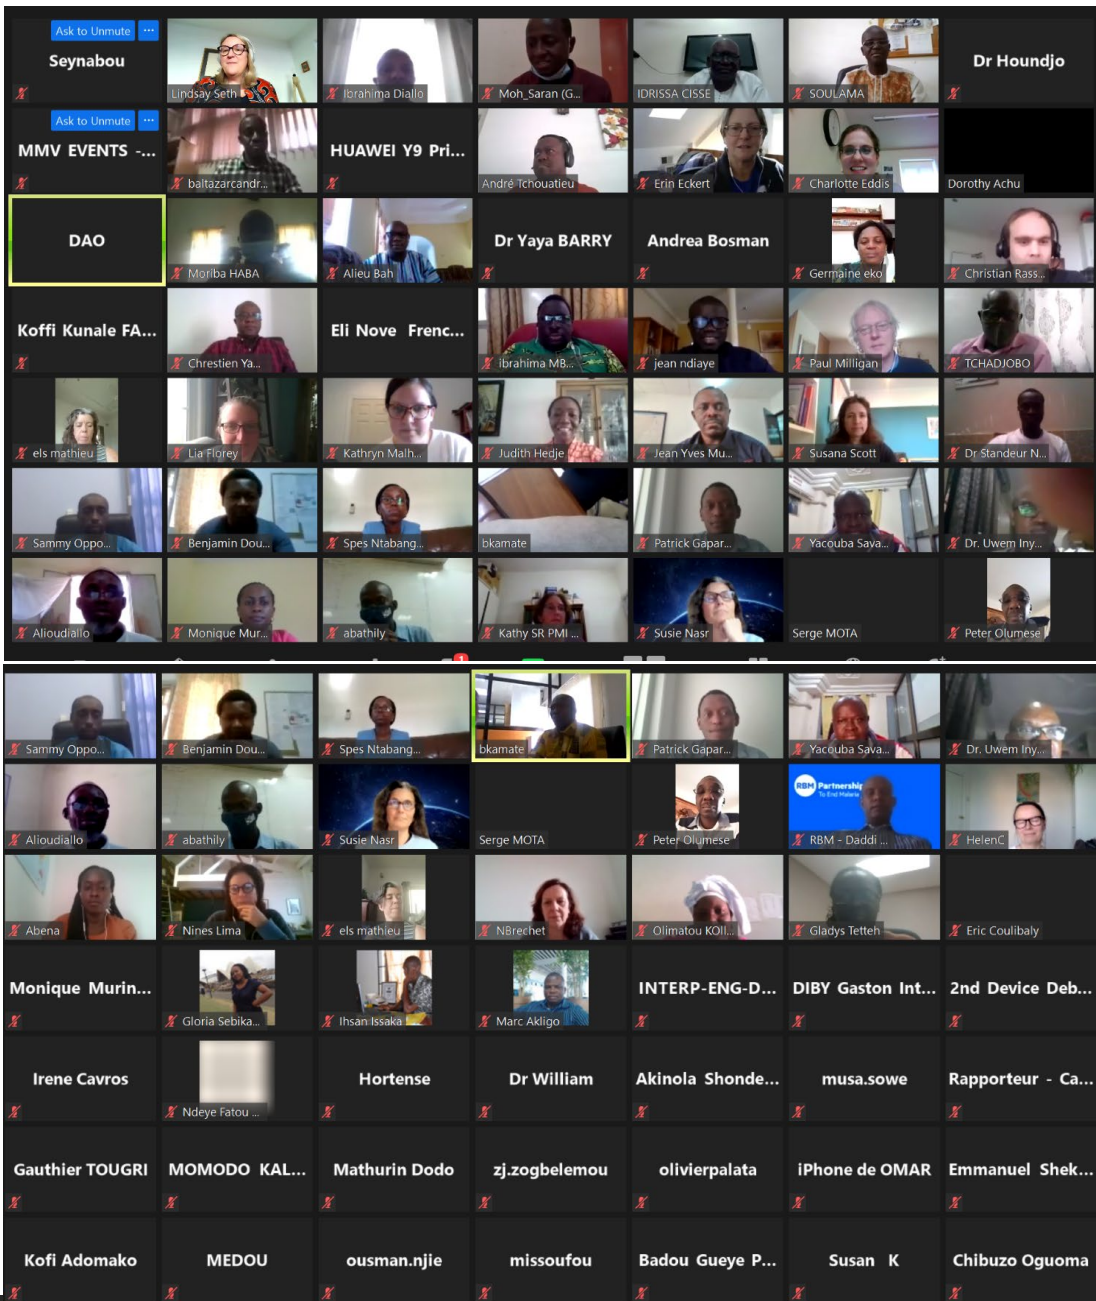 Ask to Unmute ...
Seynabou
Lindsay Seth
Ibrahima Diallo
Moh_Saran (G...
IDRISSA CISSE
SOULAMA
Dr Houndjo
Ask to Unmute ...
MMV EVENTS -...
baltazarcandr...
HUAWEI Y9 Pri...
André Tchouatieu
Erin Eckert
Charlotte Eddis
Dorothy Achu
DAO
Moriba HABA
Alieu Bah
Dr Yaya BARRY
Andrea Bosman
Germaine eko
Christian Rass...
Koffi Kunale FA...
Chrestien Ya...
Eli Nove Frenc...
ibrahima MB...
jean ndiaye
Paul Milligan
TCHADJOBO
els mathieu
Lia Florey
Kathryn Malh...
Judith Hedje
Jean Yves Mu...
Susana Scott
Dr Standeur N...
Sammy Oppo...
Benjamin Dou...
Spes Ntabang...
bkamate
Patrick Gapar...
Yacouba Sava...
Dr. Uwem Iny...
Alioudiallo
Monique Mur...
abathily
Kathy SR PMI ...
Susie Nasr
Serge MOTA
Peter Olumese
1
Sammy Oppo...
Benjamin Dou...
Spes Ntabang...
bkamate
Patrick Gapar...
Yacouba Sava...
Dr. Uwem Iny...
Alioudiallo
abathily
Susie Nasr
Serge MOTA
Peter Olumese
RBM Partnership
To End Malaria
RBM - Daddi ...
HelenC
Abena
Nines Lima
els mathieu
NBrechet
Olimatou KOll...
Gladys Tetteh
Eric Coulibaly
Monique Murin...
Gloria Sebika...
Ihsan Issaka
Marc Akligo
INTERP-ENG-D...
DIBY Gaston Int...
2nd Device Deb...
Irene Cavros
Ndeye Fatou ...
Hortense
Dr William
Akinola Shonde...
musa.sowe
Rapporteur - Ca...
Gauthier TOUGRI
MOMODO KAL...
Mathurin Dodo
zj.zogbelemou
olivierpalata
iPhone de OMAR
Emmanuel Shek...
Kofi Adomako
MEDOU
ousman.njie
missoufou
Badou Gueye P...
Susan K
Chibuzo Oguoma